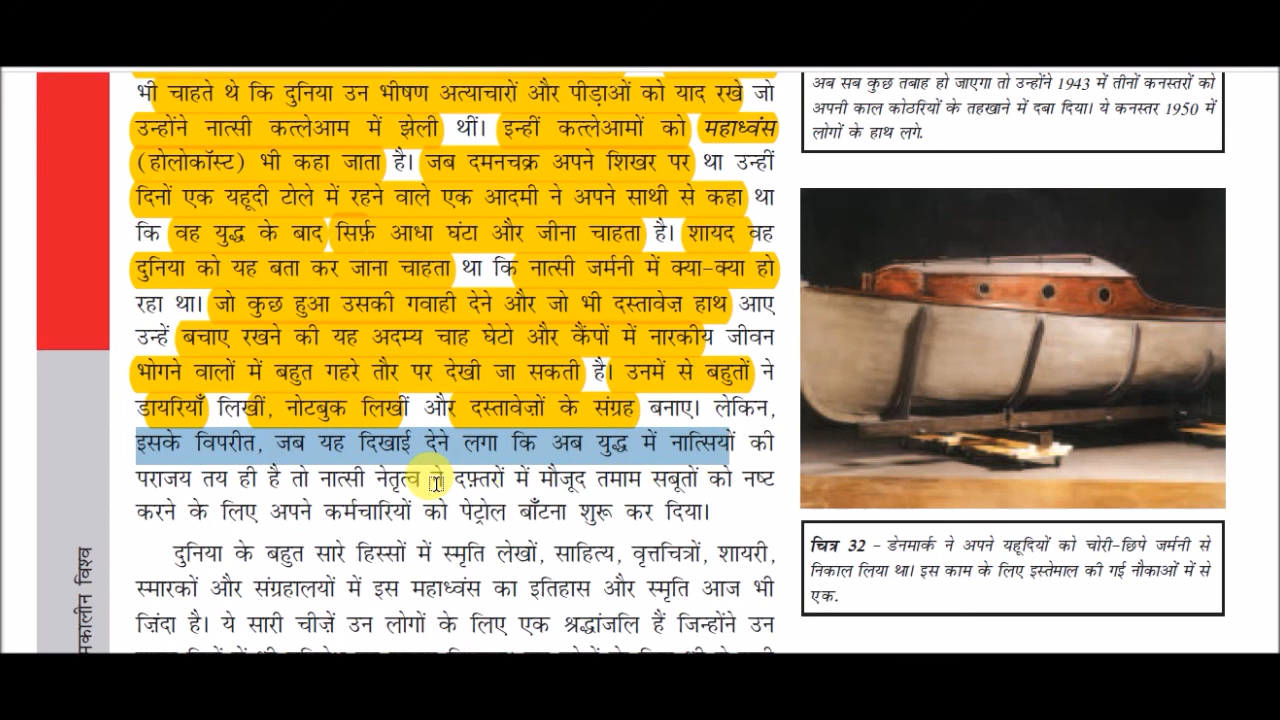 भी चाहते थे कि दुनिया उन भीषण अत्याचारों और पीड़ाओं को याद रखे जो
उन्होंने नात्सी कत्लेआम में झेली थीं। इन्हीं कत्लेआमों को महाध्वंस
(होलोकॉस्ट) भी कहा जाता है। जब दमनचक्र अपने शिखर पर था उन्हीं
दिनों एक यहूदी टोले में रहने वाले एक आदमी ने अपने साथी से कहा था
कि वह युद्ध के बाद सिर्फ़ आधा घंटा और जीना चाहता है। शायद वह
दुनिया को यह बता कर जाना चाहता था कि नात्सी जर्मनी में क्या-क्या हो
रहा था। जो कुछ हुआ उसकी गवाही देने और जो भी दस्तावेज़ हाथ आए
उन्हें बचाए रखने की यह अदम्य चाह घेटो और कैंपों में नारकीय जीवन
भोगने वालों में बहुत गहरे तौर पर देखी जा सकती है। उनमें से बहुतों ने
डायरियाँ लिखीं, नोटबुक लिखीं और दस्तावेज़ों के संग्रह बनाए। लेकिन,
इसके विपरीत, जब यह दिखाई देने लगा कि अब युद्ध में नात्सियों की
पराजय तय ही है तो नात्सी नेतृत्व ने दफ़्तरों में मौजूद तमाम सबूतों को नष्ट
करने के लिए अपने कर्मचारियों को पेट्रोल बाँटना शुरू कर दिया।
दुनिया के बहुत सारे हिस्सों में स्मृति लेखों, साहित्य, वृत्तचित्रों, शायरी,
स्मारकों और संग्रहालयों में इस महाध्वंस का इतिहास और स्मृति आज भी
ज़िंदा है। ये सारी चीज़ें उन लोगों के लिए एक श्रद्धांजलि हैं जिन्होंने उन
अब सब कुछ तबाह हो जाएगा तो उन्होंने 1943 में तीनों कनस्तरों को
अपनी काल कोठरियों के तहखाने में दबा दिया। ये कनस्तर 1950 में
लोगों के हाथ लगे.
चित्र 32 – डेनमार्क ने अपने यहूदियों को चोरी-छिपे जर्मनी से
निकाल लिया था। इस काम के लिए इस्तेमाल की गई नौकाओं में से
एक.
मकालीन विश्व